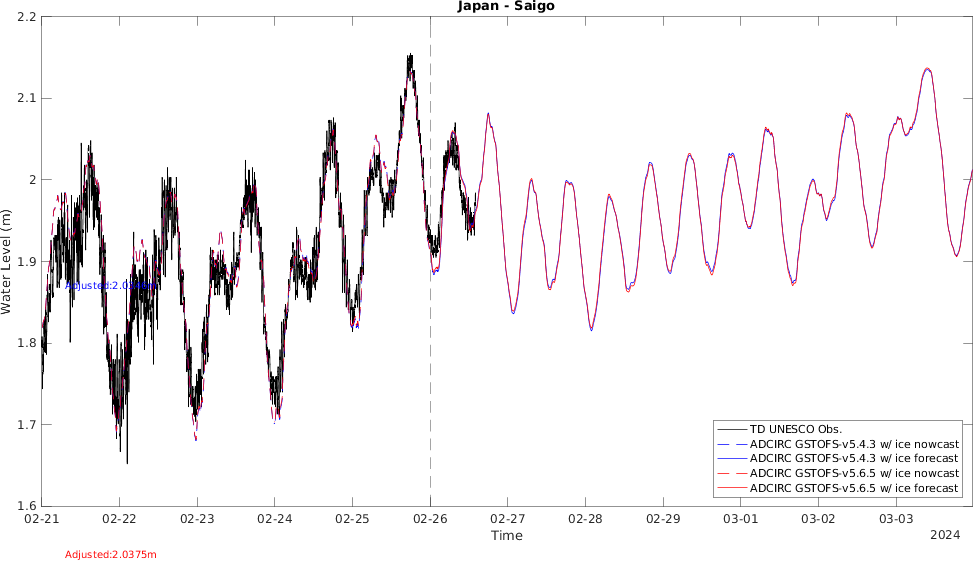 Japan - Saigo
Water Level (m)
2.2
2.1
2
1.9
1.8
1.7
1.6
Adjusted:
TD UNESCO Obs.
ADCIRC GSTOFS-v5.4.3 w/ ice nowcast
ADCIRC GSTOFS-v5.4.3 w/ ice forecast
ADCIRC GSTOFS-v5.6.5 w/ ice nowcast
ADCIRC GSTOFS-v5.6.5 w/ ice forecast
02-21 02-22 02-23 02-24 02-25 02-26 02-27 02-28 02-29 03-01 03-02 03-03
Time
2024
Adjusted:2.0375m